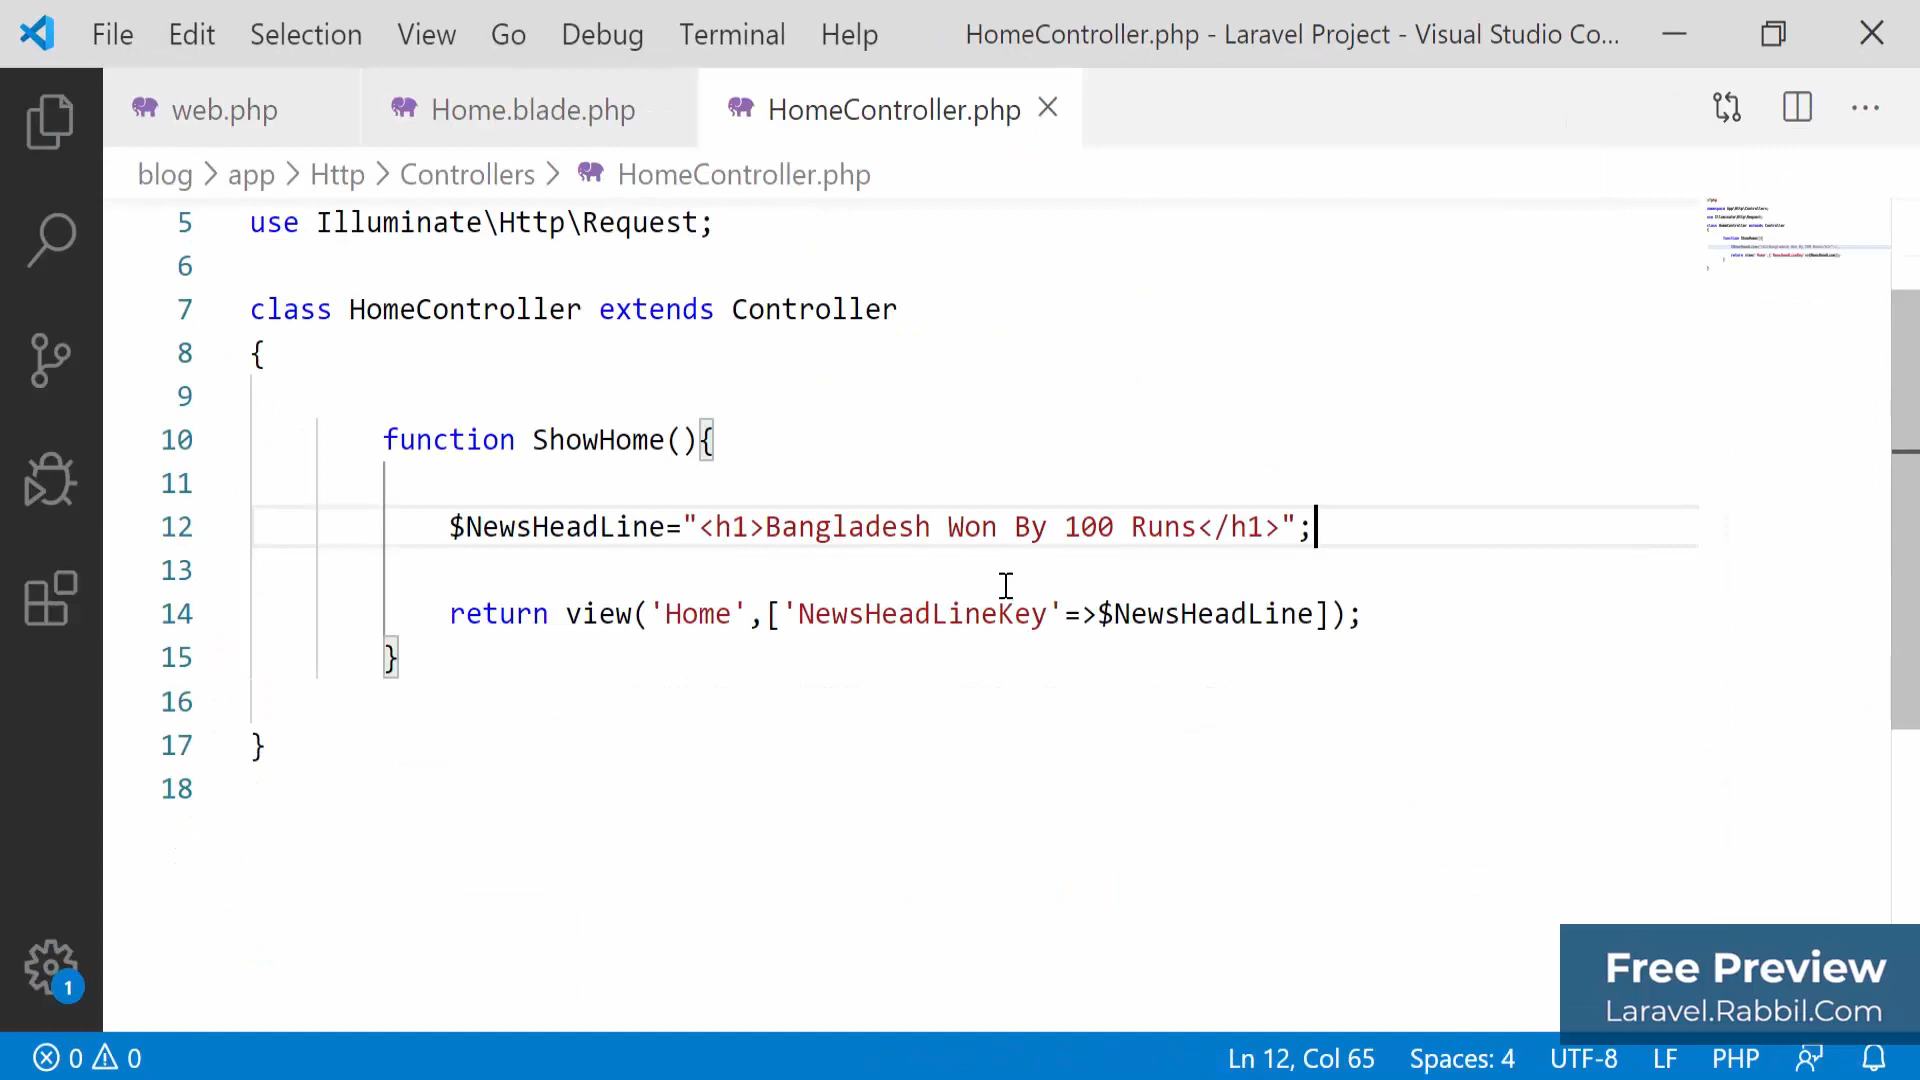 File Edit Selection View Go Debug Terminal Help HomeController.php - Laravel Project - Visual Studio Co...
web.php Home.blade.php HomeController.php
blog > app > Http > Controllers > HomeController.php
5 use Illuminate\Http\Request;
6
7 class HomeController extends Controller
8 {
9
10 function ShowHome(){
11
12 $NewsHeadLine="<h1>Bangladesh Won By 100 Runs</h1>";
13
14 return view('Home',['NewsHeadLineKey'=>$NewsHeadLine]);
15 }
16
17 }
18
1
Free Preview
Laravel.Rabbil.Com
0 0 Ln 12, Col 65 Spaces: 4 UTF-8 LF PHP